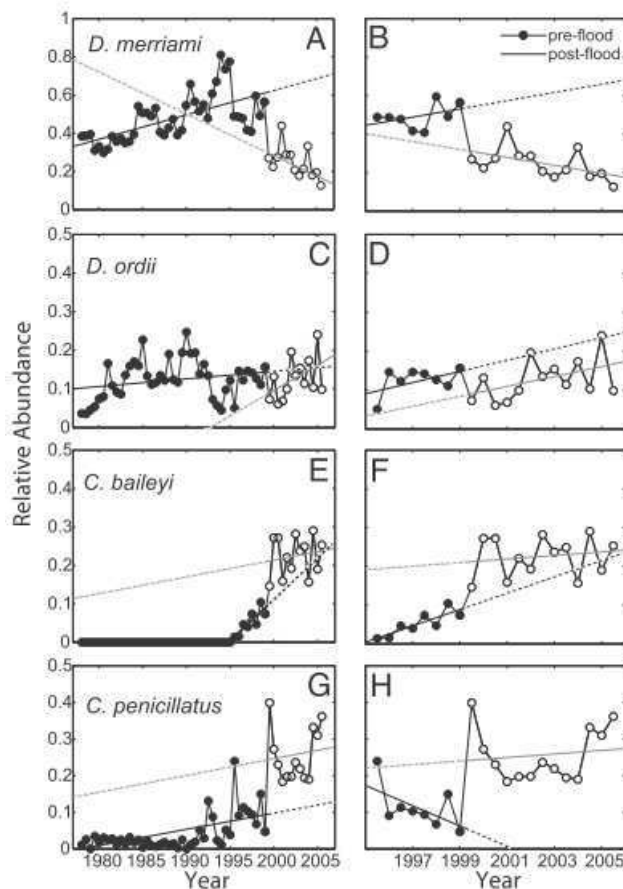 D. merriami A
B
pre-flood
post-flood
1
0.8
0.6
0.4
0.2
0
D. ordii C
D
0.5
0.4
0.3
0.2
0.1
0
C. baileyi E
F
0.5
0.4
0.3
0.2
0.1
0
C. penicillatus G
H
0.5
0.4
0.3
0.2
0.1
0
Relative Abundance
1980 1985 1990 1995 2000 2005
1997 1999 2001 2003 2005
Year Year